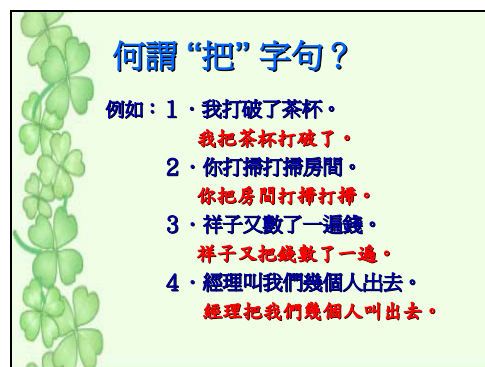 何謂“把”字句？
例如：１．我打破了茶杯。
我把茶杯打破了。
２．你打掃打掃房間。
你把房間打掃打掃。
３．祥子又數了一遍錢。
祥子又把錢數了一遍。
４．經理叫我們幾個人出去。
經理把我們幾個人叫出去。